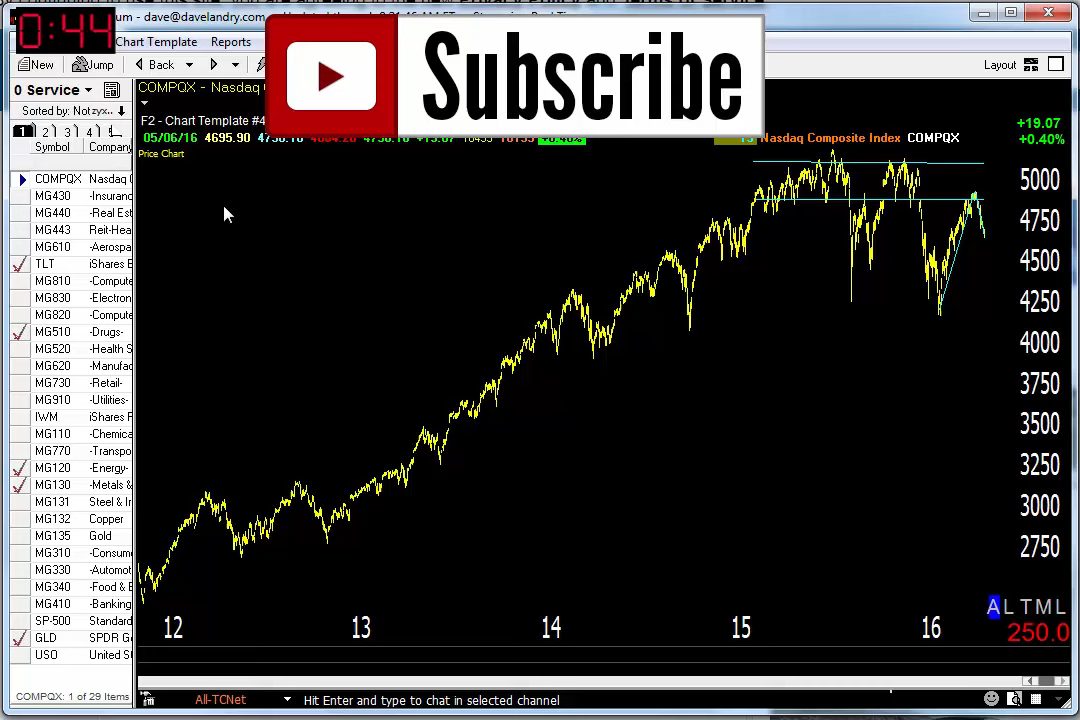 um - dave@davelandry.com
0:44
Subscribe
Chart Template Reports
New Jump Back Layout
0 Service
COMPQX - Nasdaq
Sorted by: Not
F2 - Chart Template #4
1 2 3 4
05/06/16 4695.90
Nasdaq Composite Index COMPQX
+19.07
+0.40%
Symbol Company
Price Chart
COMPQX Nasdaq
MG430 -Insuranc
MG440 -Real Est
MG443 Reit-Hea
MG610 -Aerospa
TLT iShares E
MG810 -Compute
MG830 -Electron
MG820 -Compute
MG510 -Drugs-
MG520 -Health S
MG620 -Manufac
MG730 -Retail-
MG910 -Utilities-
IWM iShares F
MG110 -Chemica
MG770 -Transpo
MG120 -Energy-
MG130 -Metals &
MG131 Steel & I
MG132 Copper
MG135 Gold
MG310 -Consum
MG330 -Automot
MG340 -Food & E
MG410 -Banking
SP-500 Standard
GLD SPDR G
USO United St
5000
4750
4500
4250
4000
3750
3500
3250
3000
2750
12 13 14 15 16
A L T M L
250.0
COMPQX: 1 of 29 Items
All-TCNet Hit Enter and type to chat in selected channel